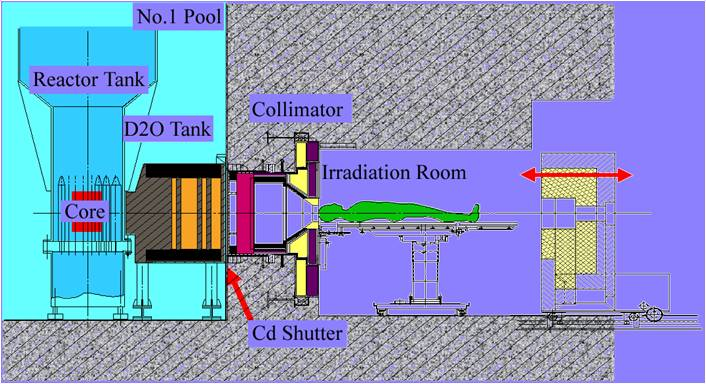 No.1 Pool
Reactor Tank
Collimator
D2O Tank
Irradiation Room
Core
Cd Shutter